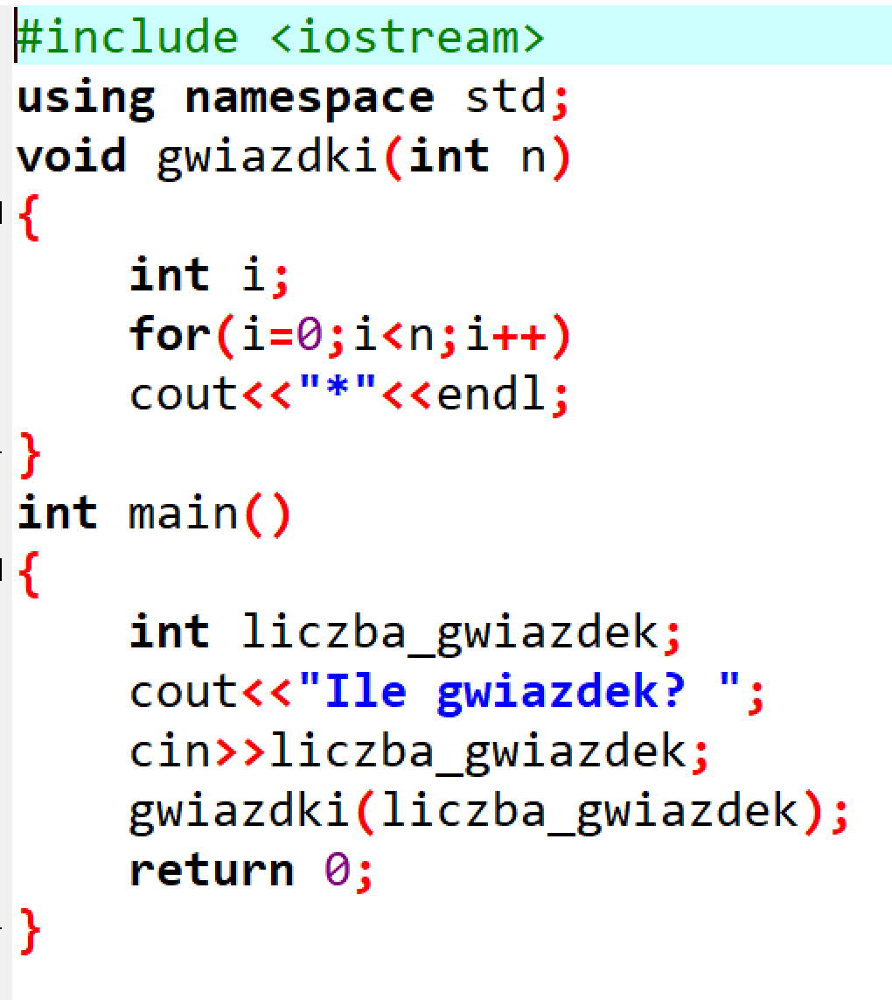 #include <iostream>
using namespace std;
void gwiazdki(int n)
{
    int i;
    for(i=0;i<n;i++)
    cout<<"*"<<endl;
}
int main()
{
    int liczba_gwiazdek;
    cout<<"Ile gwiazdek? ";
    cin>>liczba_gwiazdek;
    gwiazdki(liczba_gwiazdek);
    return 0;
}